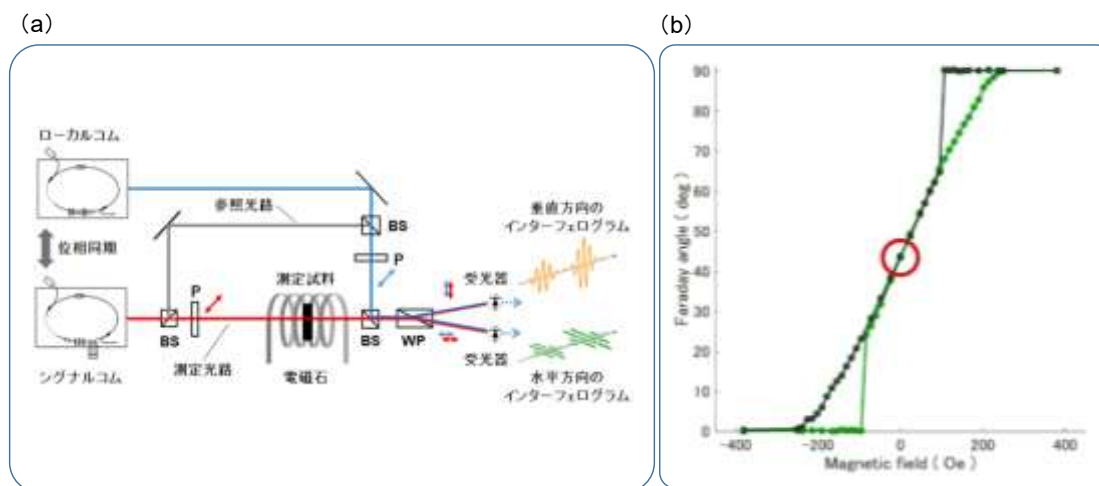 (a)
ローカルコム
位相同期
シグナルコム
参照光路
BS
P
測定試料
P
BS
測定光路
電磁石
BS
WP
受光器
受光器
垂直方向の
インターフェログラム
水平方向の
インターフェログラム
(b)
Faraday angle ( deg )
90
80
70
60
50
40
30
20
10
0
-400
-200
0
200
400
Magnetic field ( Oe )